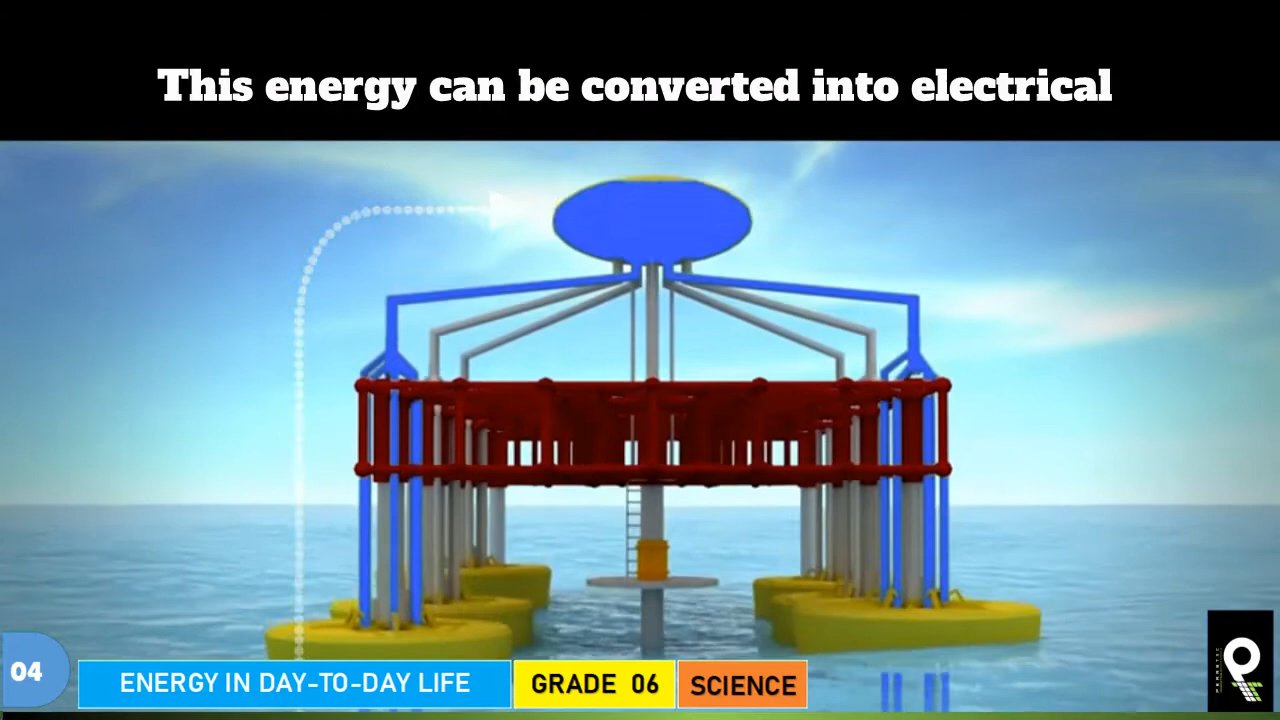 This energy can be converted into electrical
04
ENERGY IN DAY-TO-DAY LIFE
GRADE 06
SCIENCE